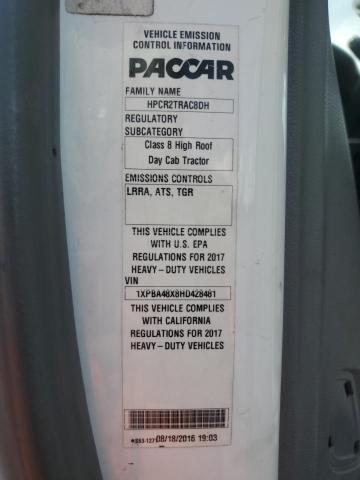 VEHICLE EMISSION
CONTROL INFORMATION
PACCAR
FAMILY NAME
HPCR2TRAC8DH
REGULATORY
SUBCATEGORY
Class 8 High Roof
Day Cab Tractor
EMISSIONS CONTROLS
LRRA, ATS, TGR
THIS VEHICLE COMPLIES
WITH U.S. EPA
REGULATIONS FOR 2017
HEAVY-DUTY VEHICLES
VIN
1XPBA48X8HD428481
THIS VEHICLE COMPLIES
WITH CALIFORNIA
REGULATIONS FOR 2017
HEAVY-DUTY VEHICLES
08/18/2016 19:03